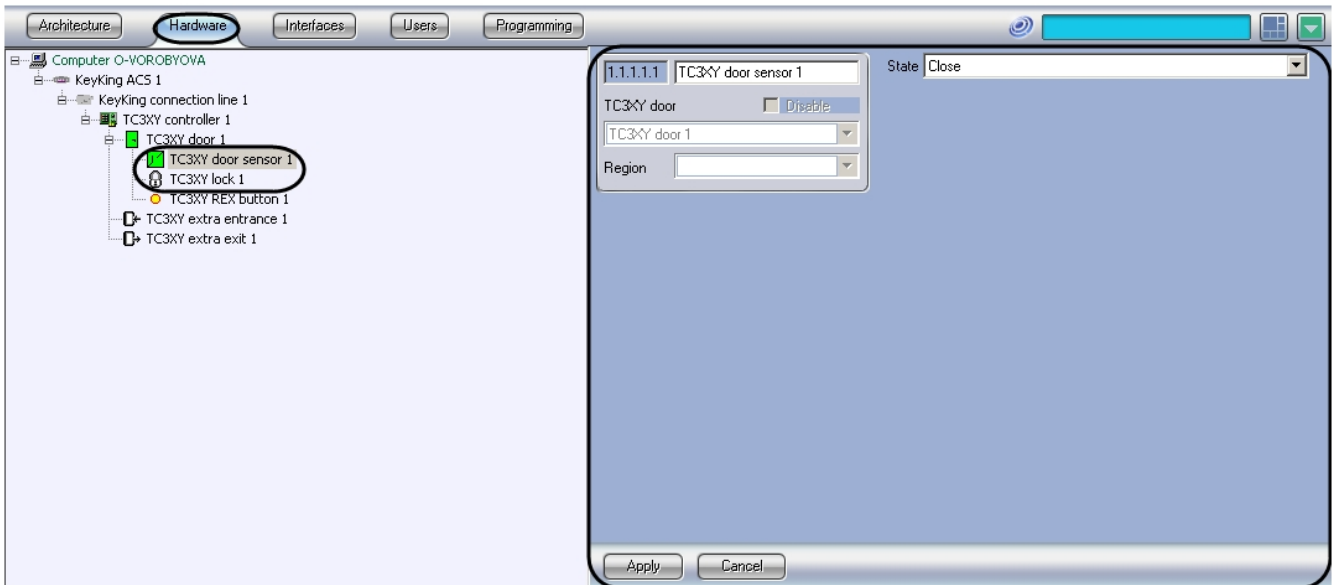 Architecture Hardware Interfaces Users Programming
Computer O-VOROBYOVA
KeyKing ACS 1
KeyKing connection line 1
TC3XY controller 1
TC3XY door 1
TC3XY door sensor 1
TC3XY lock 1
TC3XY REX button 1
TC3XY extra entrance 1
TC3XY extra exit 1
1.1.1.1.1 TC3XY door sensor 1
TC3XY door Disable
TC3XY door 1
Region
State Close
Apply Cancel